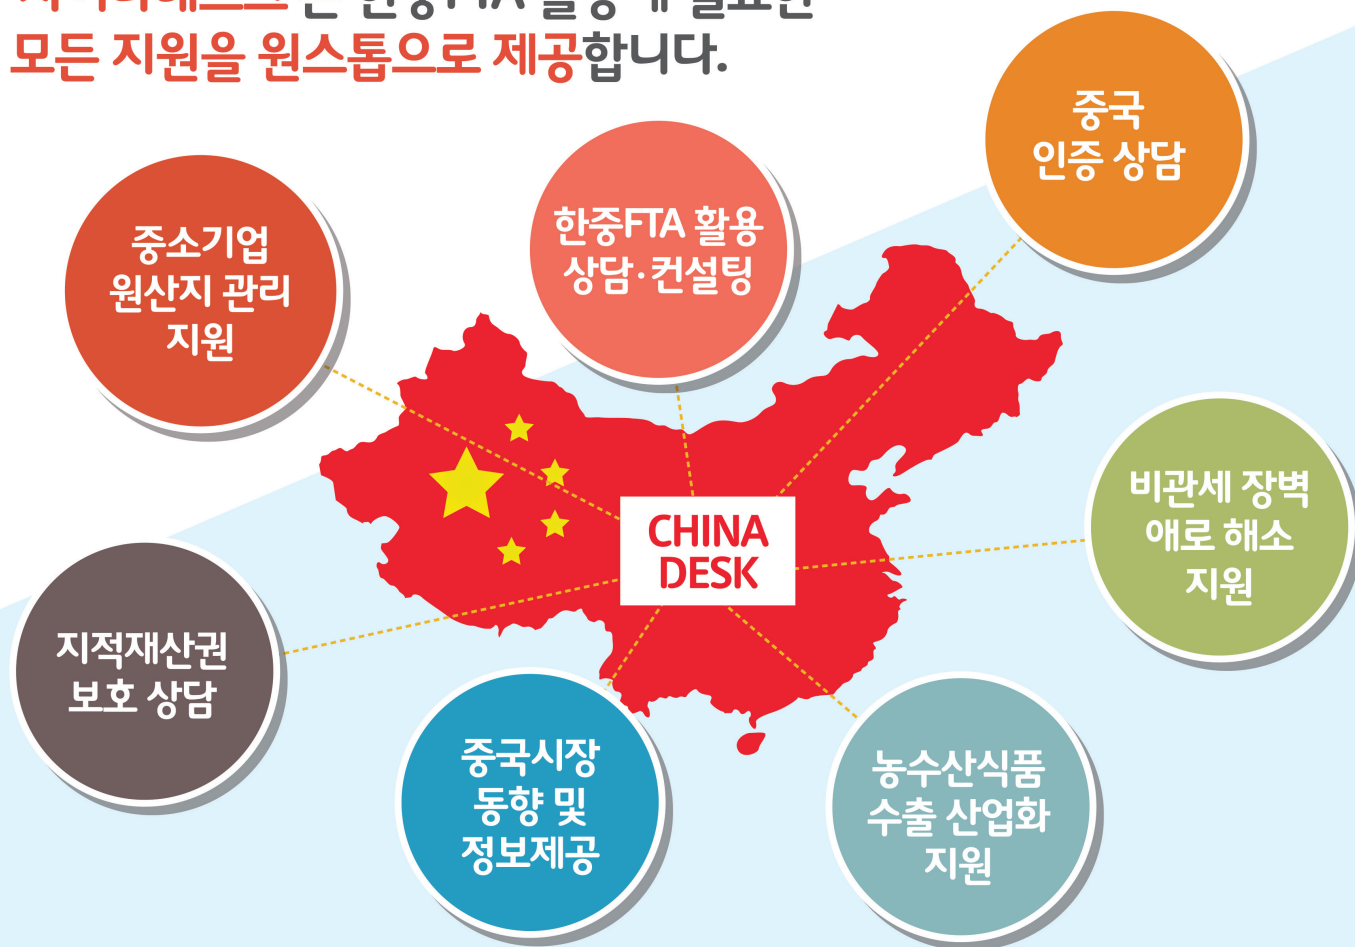 모든 지원을 원스톱으로 제공합니다.
중국
인증 상담
한중FTA 활용
상담·컨설팅
중소기업
원산지 관리
지원
비관세 장벽
애로 해소
지원
CHINA
DESK
지적재산권
보호 상담
중국시장
동향 및
정보제공
농수산식품
수출 산업화
지원